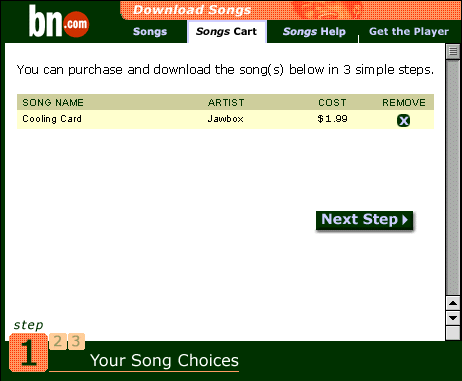 bn.com
Download Songs
Songs Songs Cart Songs Help Get the Player
You can purchase and download the song(s) below in 3 simple steps.
SONG NAME ARTIST COST REMOVE
Cooling Card Jawbox $1.99 X
Next Step
step
1 2 3
Your Song Choices